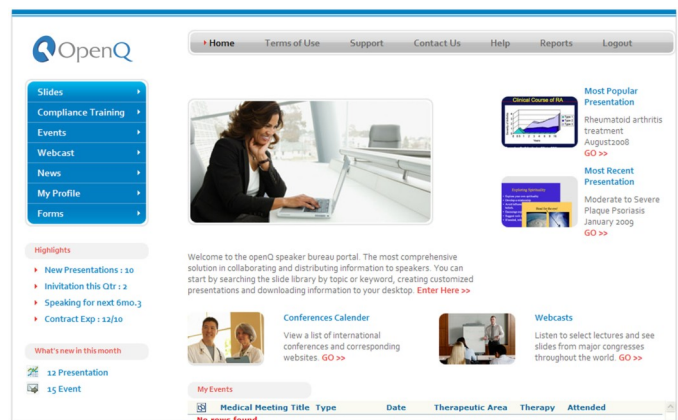 OpenQ
Home Terms of Use Support Contact Us Help Reports Logout
Slides
Compliance Training
Events
Webcast
News
My Profile
Forms
Clinical Course of RA
Most Popular
Presentation
Rheumatoid arthritis
treatment
August2008
GO >>
Exploring Spirituality
Most Recent
Presentation
Moderate to Severe
Plaque Psoriasis
January 2009
GO >>
Highlights
New Presentations : 10
Inivitation this Qtr : 2
Speaking for next 6mo.3
Contract Exp : 12/10
Welcome to the openQ speaker bureau portal. The most comprehensive
solution in collaborating and distributing information to speakers. You can
start by searching the slide library by topic or keyword, creating customized
presentations and downloading information to your desktop. Enter Here >>
Conferences Calender
View a list of international
conferences and corresponding
websites. GO >>
Webcasts
Listen to select lectures and see
slides from major congresses
throughout the world. GO >>
What's new in this month
12 Presentation
15 Event
My Events
Medical Meeting Title Type Date Therapeutic Area Therapy Attended
No rows found